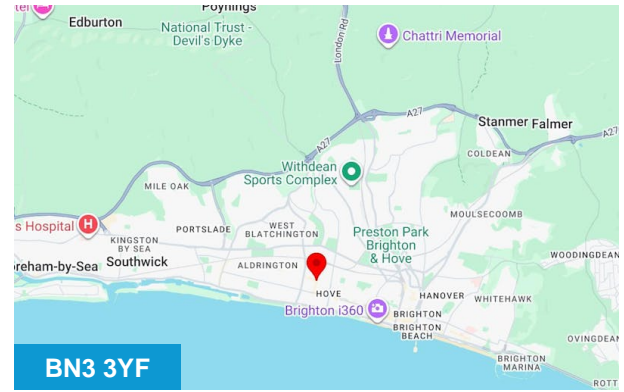 tel
Edburton
Poynings
National Trust -
Devil's Dyke
London Rd
Chattri Memorial
A27
A27
Stanmer
Falmer
A27
COLDEAN
Withdean
Sports Complex
MILE OAK
MOULSECOOMB
s Hospital
H
PORTSLADE
WEST
BLATCHINGTON
Preston Park
Brighton
& Hove
KINGSTON
BY SEA
WOODINGDEAN
oreham-by-Sea
Southwick
ALDRINGTON
HOVE
HANOVER
WHITEHAWK
Brighton i360
BRIGHTON
BRIGHTON
BEACH
OVINGDEAN
BRIGHTON
MARINA
ROTT
BN3 3YF